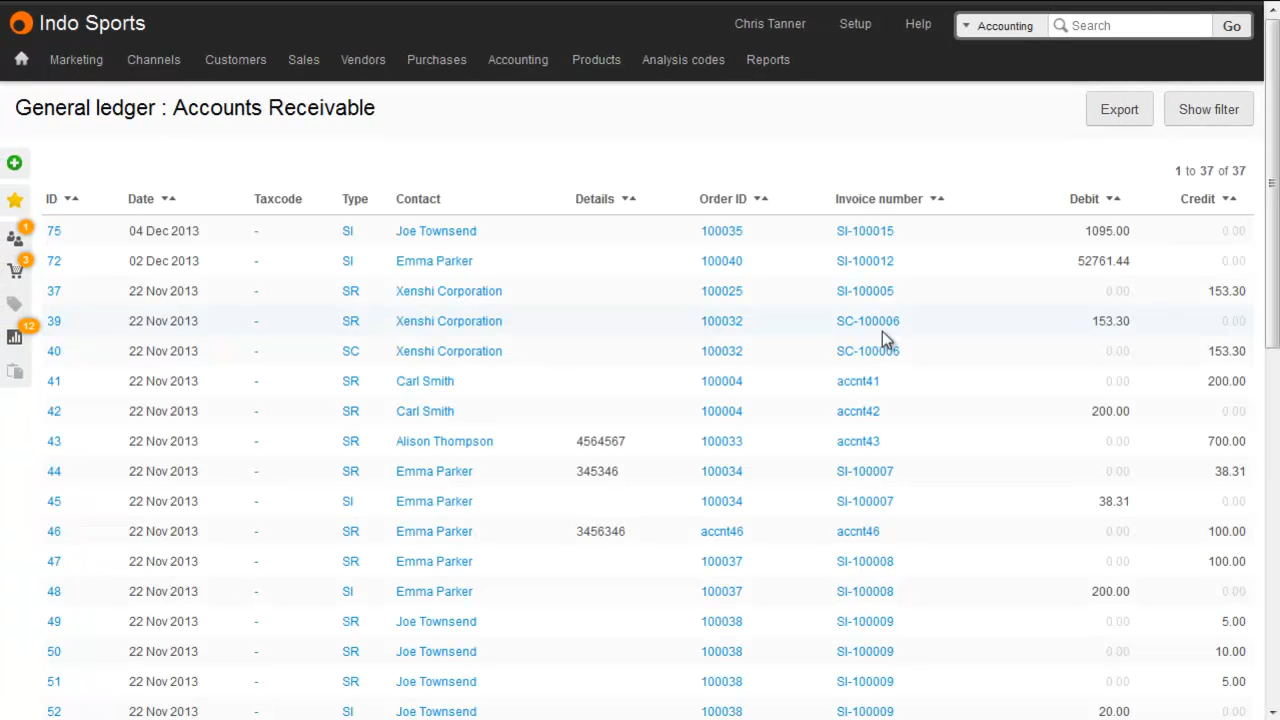 Indo Sports Chris Tanner Setup Help Accounting Search Go
Marketing Channels Customers Sales Vendors Purchases Accounting Products Analysis codes Reports
General ledger : Accounts Receivable Export Show filter
1 to 37 of 37
ID Date Taxcode Type Contact Details Order ID Invoice number Debit Credit
75 04 Dec 2013 - SI Joe Townsend 100035 SI-100015 1095.00 0.00
1
72 02 Dec 2013 - SI Emma Parker 100040 SI-100012 52761.44 0.00
3
37 22 Nov 2013 - SR Xenshi Corporation 100025 SI-100005 0.00 153.30
39 22 Nov 2013 - SR Xenshi Corporation 100032 SC-100006 153.30 0.00
12
40 22 Nov 2013 - SC Xenshi Corporation 100032 SC-100006 0.00 153.30
41 22 Nov 2013 - SR Carl Smith 100004 accnt41 0.00 200.00
42 22 Nov 2013 - SR Carl Smith 100004 accnt42 200.00 0.00
43 22 Nov 2013 - SR Alison Thompson 4564567 100033 accnt43 0.00 700.00
44 22 Nov 2013 - SR Emma Parker 345346 100034 SI-100007 0.00 38.31
45 22 Nov 2013 - SI Emma Parker 100034 SI-100007 38.31 0.00
46 22 Nov 2013 - SR Emma Parker 3456346 accnt46 accnt46 0.00 100.00
47 22 Nov 2013 - SR Emma Parker 100037 SI-100008 0.00 100.00
48 22 Nov 2013 - SI Emma Parker 100037 SI-100008 200.00 0.00
49 22 Nov 2013 - SR Joe Townsend 100038 SI-100009 0.00 5.00
50 22 Nov 2013 - SR Joe Townsend 100038 SI-100009 0.00 10.00
51 22 Nov 2013 - SR Joe Townsend 100038 SI-100009 0.00 5.00
52 22 Nov 2013 - SI Joe Townsend 100038 SI-100009 20.00 0.00